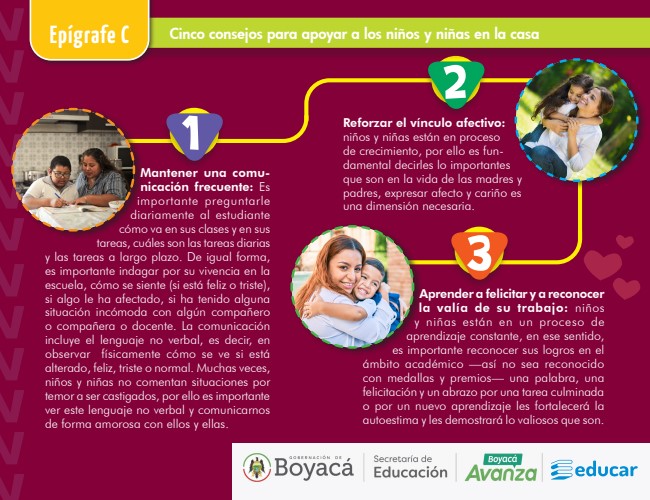 Epígrafe C
Cinco consejos para apoyar a los niños y niñas en la casa
1
Mantener una comu-
nicación frecuente: Es
importante preguntarle
diariamente al estudiante
cómo va en sus clases y en sus
tareas, cuáles son las tareas diarias
y las tareas a largo plazo. De igual forma,
es importante indagar por su vivencia en la
escuela, cómo se siente (si está feliz o triste),
si algo le ha afectado, si ha tenido alguna
situación incómoda con algún compañero
o compañera o docente. La comunicación
incluye el lenguaje no verbal, es decir, en
observar físicamente cómo se ve si está
alterado, feliz, triste o normal. Muchas veces,
niños y niñas no comentan situaciones por
temor a ser castigados, por ello es importante
ver este lenguaje no verbal y comunicarnos
de forma amorosa con ellos y ellas.
2
Reforzar el vínculo afectivo:
niños y niñas están en proceso
de crecimiento, por ello es fun-
damental decirles lo importantes
que son en la vida de las madres y
padres, expresar afecto y cariño es
una dimensión necesaria.
3
Aprender a felicitar y a reconocer
la valía de su trabajo: niños
y niñas están en un proceso de
aprendizaje constante, en ese sentido,
es importante reconocer sus logros en el
ámbito académico —así no sea reconocido
con medallas y premios— una palabra, una
felicitación y un abrazo por una tarea culminada
o por un nuevo aprendizaje les fortalecerá la
autoestima y les demostrará lo valiosos que son.
GOBERNACIÓN DE
Boyacá
Secretaría de
Educación
Boyacá
Avanza
educar